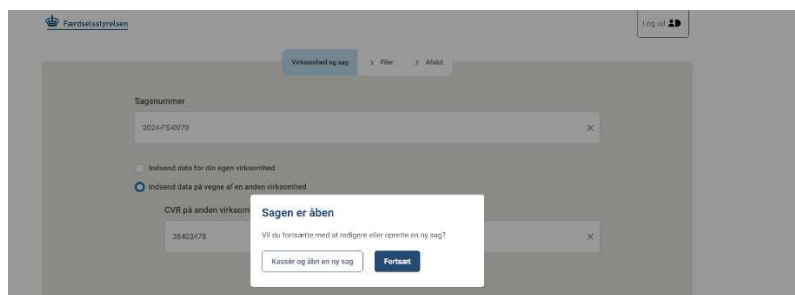 Færdselsstyrelsen
Log ud
Virksomhed og sag > Filer > Afslut
Sagsnummer
2024-FS-0070
Indsend data for din egen virksomhed
Indsend data på vegne af en anden virksomhed
CVR på anden virksom
38403478
Sagen er åben
Vil du fortsætte med at redigere eller oprette en ny sag?
Kassér og åbn en ny sag
Fortsæt